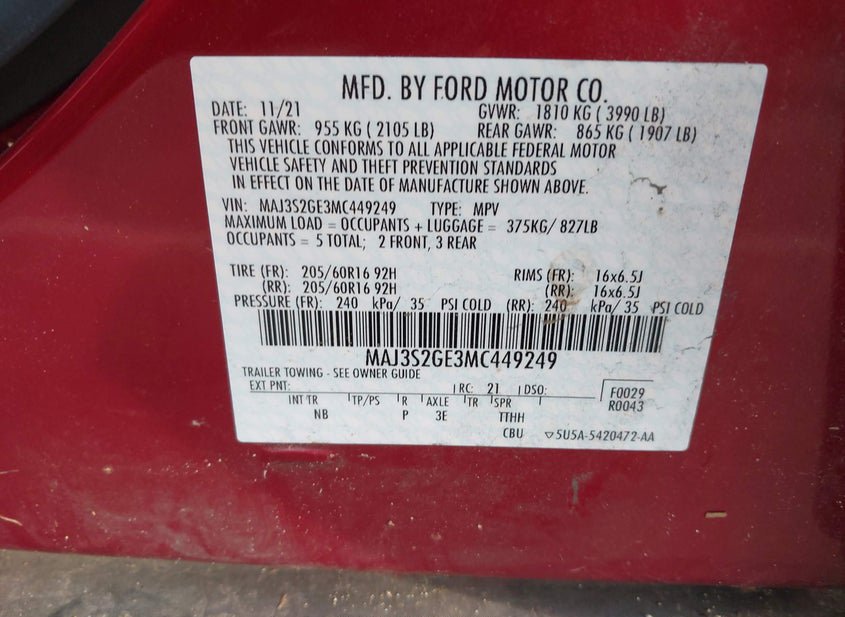 MFD. BY FORD MOTOR CO.
DATE: 11/21 GVWR: 1810 KG ( 3990 LB)
FRONT GAWR: 955 KG ( 2105 LB) REAR GAWR: 865 KG ( 1907 LB)
THIS VEHICLE CONFORMS TO ALL APPLICABLE FEDERAL MOTOR
VEHICLE SAFETY AND THEFT PREVENTION STANDARDS
IN EFFECT ON THE DATE OF MANUFACTURE SHOWN ABOVE.
VIN: MAJ3S2GE3MC449249 TYPE: MPV
MAXIMUM LOAD = OCCUPANTS + LUGGAGE = 375KG/ 827LB
OCCUPANTS = 5 TOTAL; 2 FRONT, 3 REAR
TIRE (FR): 205/60R16 92H RIMS (FR): 16x6.5J
(RR): 205/60R16 92H (RR): 16x6.5J
PRESSURE (FR): 240 kPa/ 35 PSI COLD (RR): 240 kPa/ 35 PSI COLD
MAJ3S2GE3MC449249
TRAILER TOWING - SEE OWNER GUIDE
EXT PNT: RC: 21 DSO:
INT TR TP/PS R AXLE TR SPR
NB P 3E TTHH
F0029
R0043
CBU ▽5U5A-5420472-AA